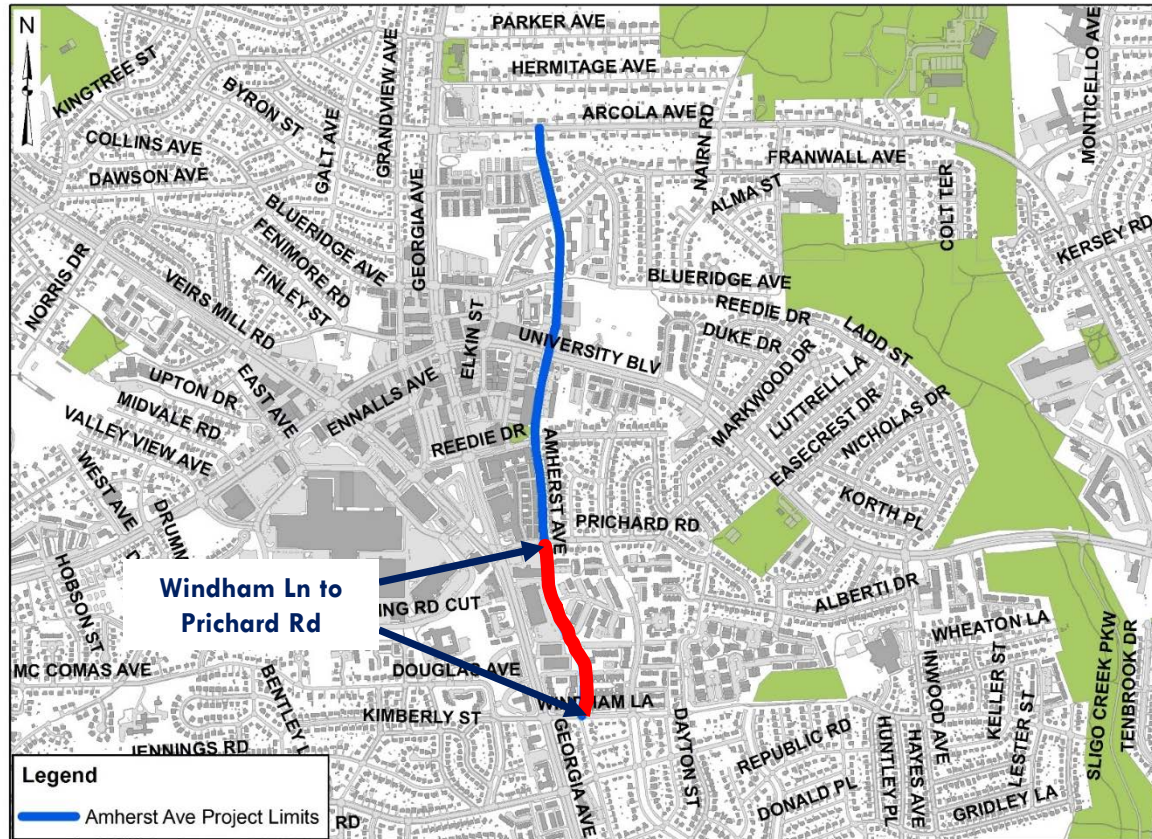 N
PARKER AVE
HERMITAGE AVE
ARCOLA AVE
MONTICELLO AVE
KINGTREE ST
BYRON ST
GALT AVE
GRANDVIEW AVE
GEORGIA AVE
COLLINS AVE
DAWSON AVE
NAIRN RD
FRANWALL AVE
ALMA ST
COLT TER
KERSEY RD
BLUERIDGE AVE
FENIMORE RD
FINLEY ST
NORRIS DR
VEIRS MILL RD
BLUERIDGE AVE
REEDIE DR
LADD ST
DUKE DR
MARKWOOD DR
LUTTRELL LA
EASECREST DR
NICHOLAS DR
KORTH PL
ELKIN ST
UNIVERSITY BLV
ENNALLS AVE
EAST AVE
UPTON DR
MIDVALE RD
VALLEY VIEW AVE
WEST AVE
DRUMM
REEDIE DR
AMHERST AVE
PRICHARD RD
HOBSON ST
Windham Ln to
Prichard Rd
ING RD CUT
ALBERTI DR
WHEATON LA
MC COMAS AVE
DOUGLAS AVE
BENTLEY L
KIMBERLY ST
WINDHAM LA
GEORGIA AVE
DAYTON ST
REPUBLIC RD
DONALD PL
HUNTLEY PL
HAYES AVE
INWOOD AVE
KELLER ST
LESTER ST
GRIDLEY LA
SLIGO CREEK PKW
TENBROOK DR
JENNINGS RD
RD
Legend
Amherst Ave Project Limits